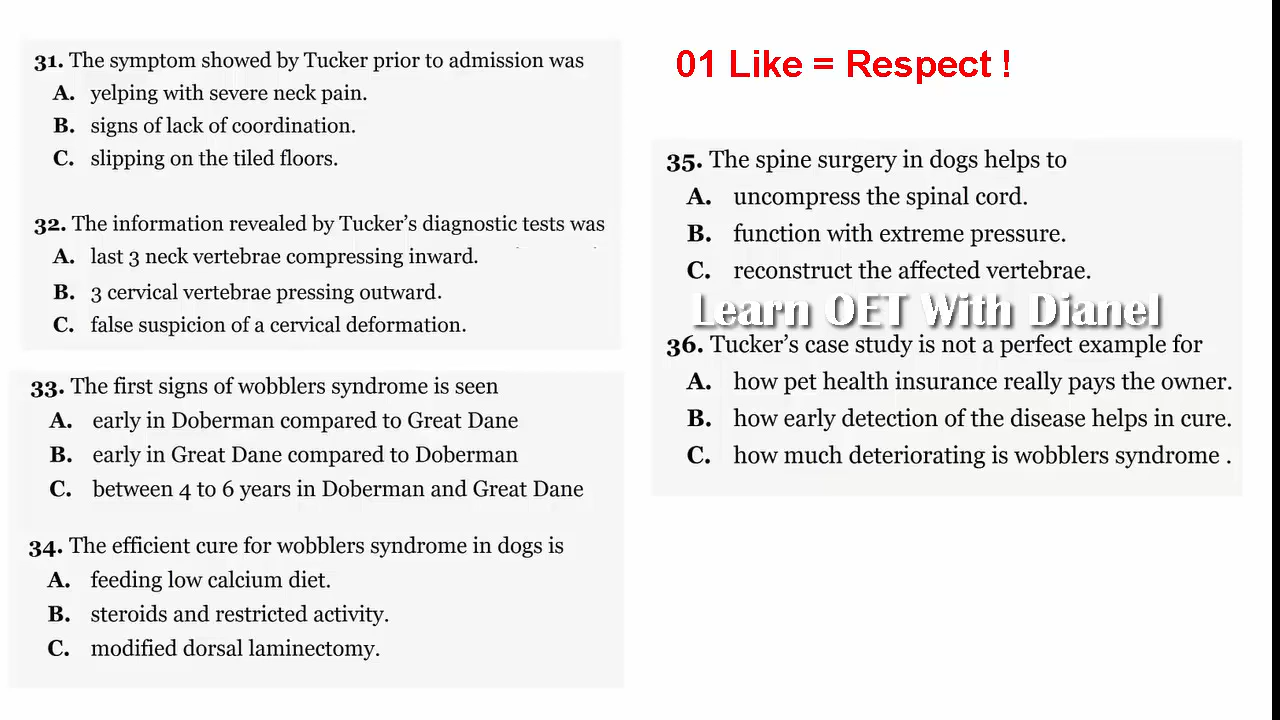 31. The symptom showed by Tucker prior to admission was
A. yelping with severe neck pain.
B. signs of lack of coordination.
C. slipping on the tiled floors.
32. The information revealed by Tucker's diagnostic tests was
A. last 3 neck vertebrae compressing inward.
B. 3 cervical vertebrae pressing outward.
C. false suspicion of a cervical deformation.
33. The first signs of wobblers syndrome is seen
A. early in Doberman compared to Great Dane
B. early in Great Dane compared to Doberman
C. between 4 to 6 years in Doberman and Great Dane
34. The efficient cure for wobblers syndrome in dogs is
A. feeding low calcium diet.
B. steroids and restricted activity.
C. modified dorsal laminectomy.
01 Like = Respect !
35. The spine surgery in dogs helps to
A. uncompress the spinal cord.
B. function with extreme pressure.
C. reconstruct the affected vertebrae.
Learn OET With Dianel
36. Tucker's case study is not a perfect example for
A. how pet health insurance really pays the owner.
B. how early detection of the disease helps in cure.
C. how much deteriorating is wobblers syndrome .